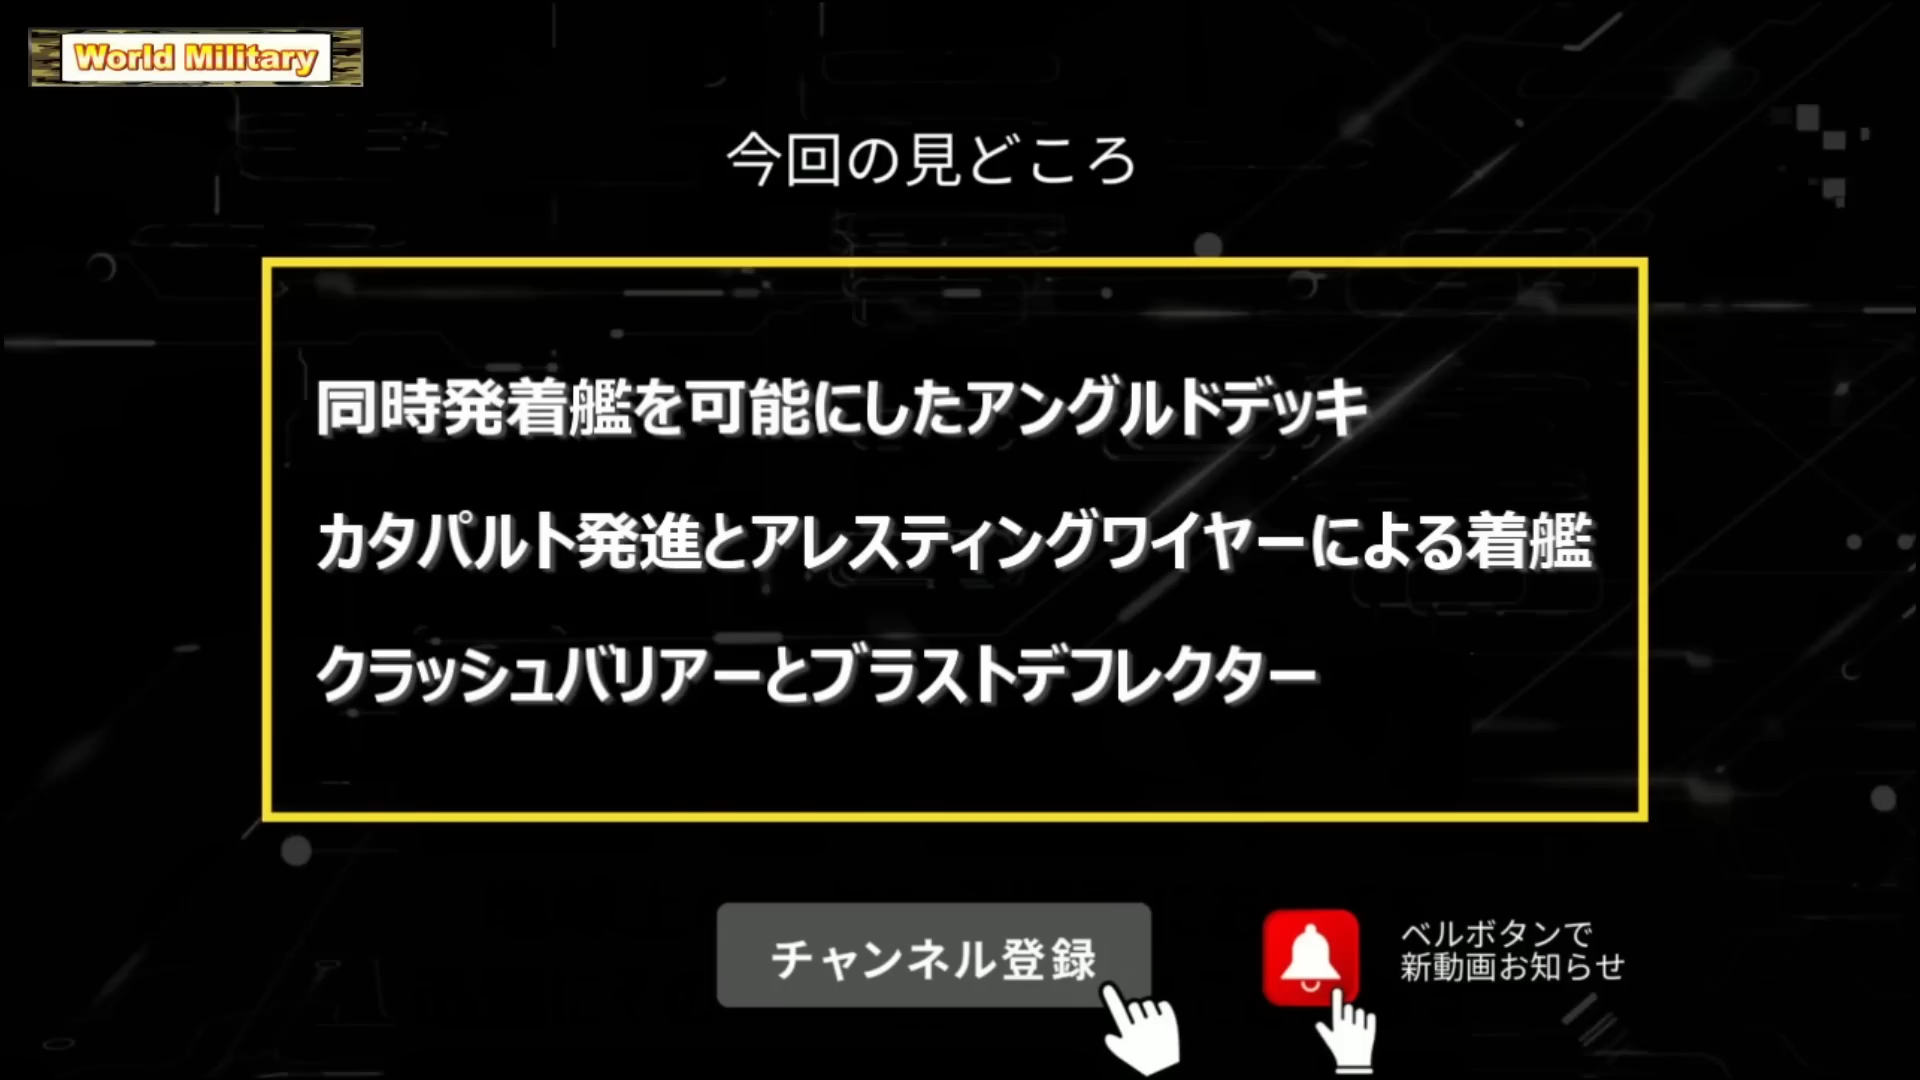 World Military
今回の見どころ
同時発着艦を可能にしたアングルドデッキ
カタパルト発進とアレスティングワイヤーによる着艦
クラッシュバリアーとブラストデフレクター
チャンネル登録
ベルボタンで
新動画お知らせ